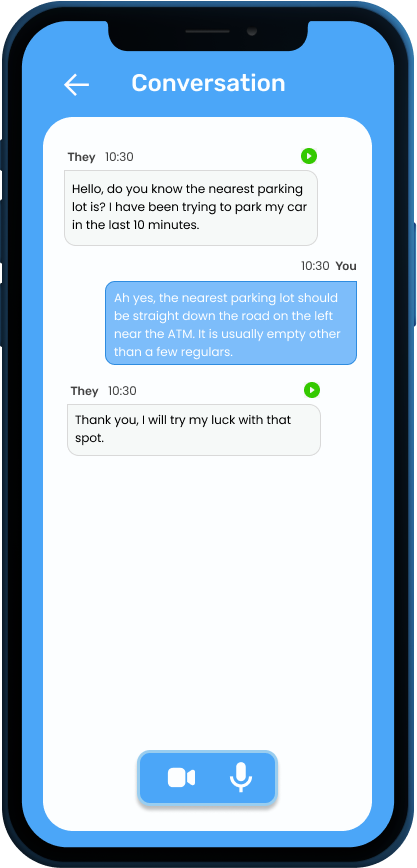 Conversation
They 10:30
Hello, do you know the nearest parking
lot is? I have been trying to park my car
in the last 10 minutes.
10:30 You
Ah yes, the nearest parking lot should
be straight down the road on the left
near the ATM. It is usually empty other
than a few regulars.
They 10:30
Thank you, I will try my luck with that
spot.